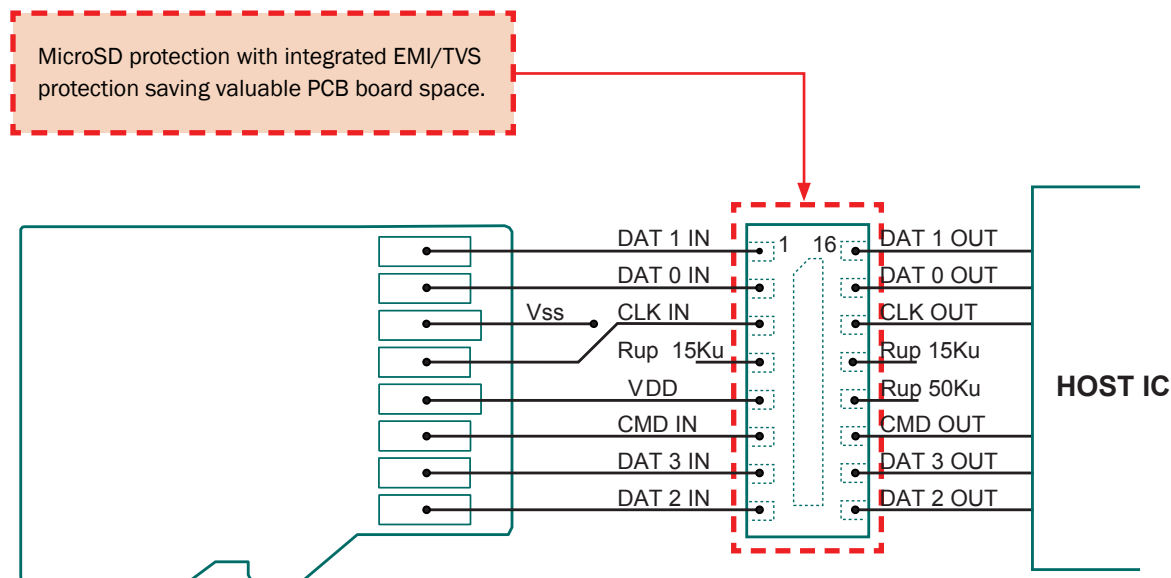 MicroSD protection with integrated EMI/TVS
protection saving valuable PCB board space.
DAT 1 IN
1
16
DAT 1 OUT
DAT 0 IN
DAT 0 OUT
Vss
CLK IN
CLK OUT
Rup 15Ku
Rup 15Ku
VDD
Rup 50Ku
HOST IC
CMD IN
CMD OUT
DAT 3 IN
DAT 3 OUT
DAT 2 IN
DAT 2 OUT